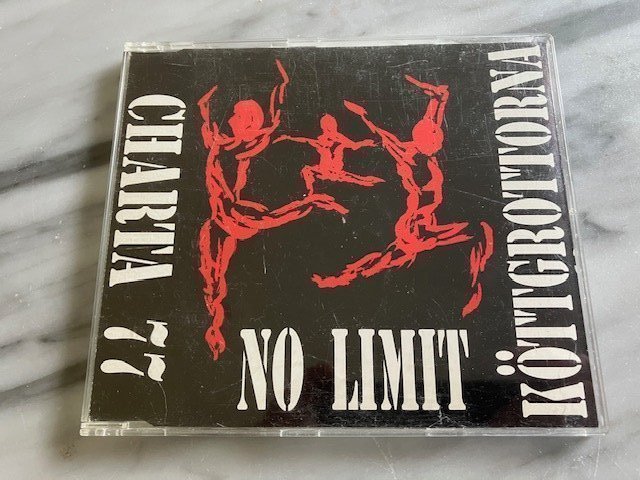 CHARTA 77
NO LIMIT
KÖTTGROTTORNA